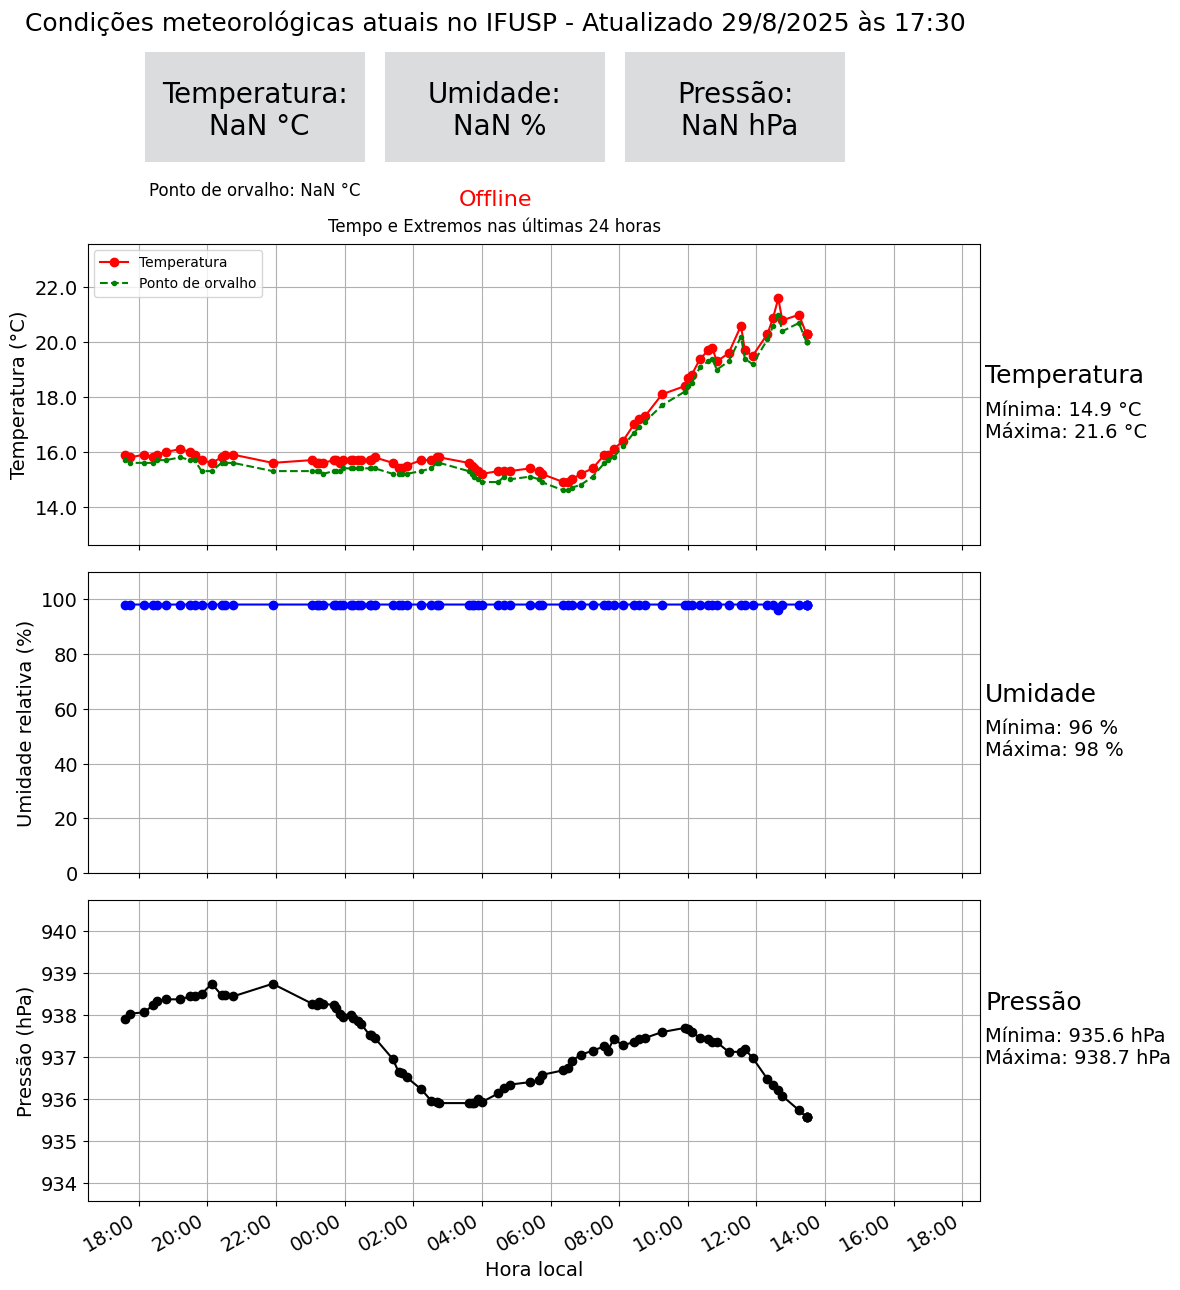 Condições meteorológicas atuais no IFUSP - Atualizado 29/8/2025 às 17:30
Temperatura:
NaN °C
Umidade:
NaN %
Pressão:
NaN hPa
Ponto de orvalho: NaN °C
Offline
Tempo e Extremos nas últimas 24 horas
Temperatura
Ponto de orvalho
Temperatura (°C)
22.0
20.0
18.0
16.0
14.0
Temperatura
Mínima: 14.9 °C
Máxima: 21.6 °C
Umidade relativa (%)
100
80
60
40
20
0
Umidade
Mínima: 96 %
Máxima: 98 %
Pressão (hPa)
940
939
938
937
936
935
934
Pressão
Mínima: 935.6 hPa
Máxima: 938.7 hPa
18:00
20:00
22:00
00:00
02:00
04:00
06:00
08:00
10:00
12:00
14:00
16:00
18:00
Hora local